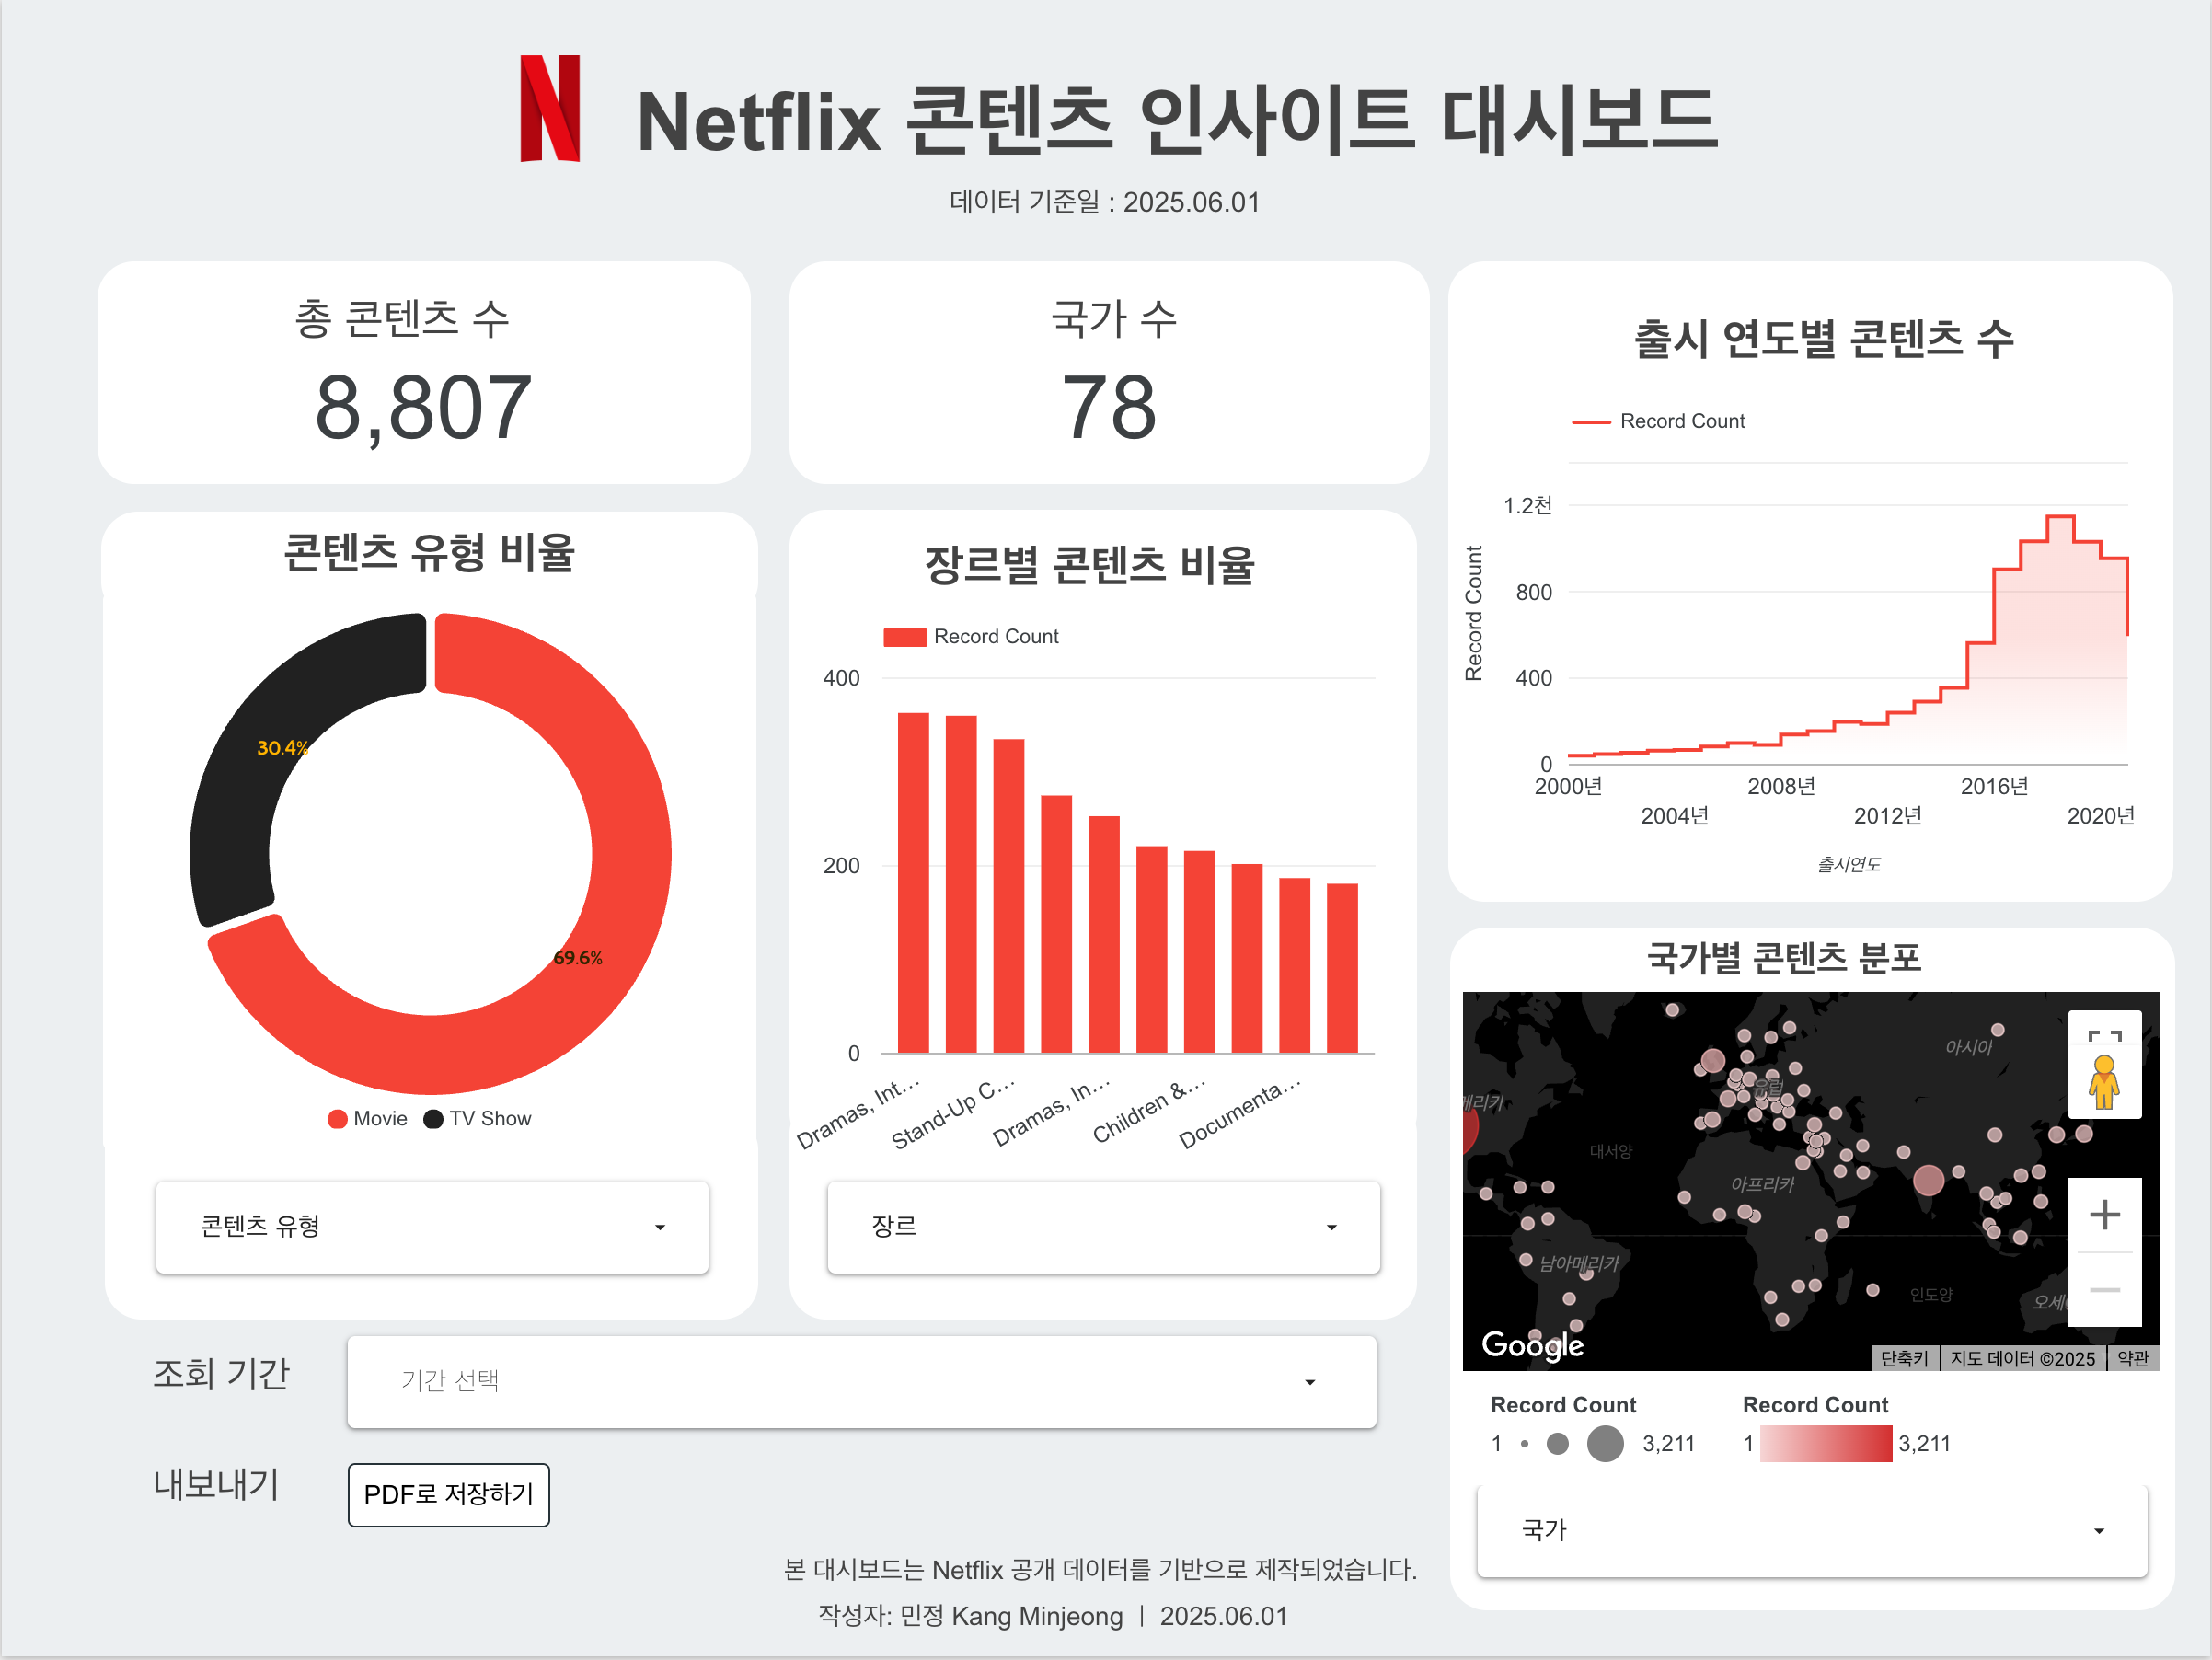 Netflix 콘텐츠 인사이트 대시보드
데이터 기준일 : 2025.06.01
총 콘텐츠 수
8,807
국가 수
78
콘텐츠 유형 비율
30.4%
69.6%
Movie
TV Show
콘텐츠 유형
장르별 콘텐츠 비율
Record Count
400
200
0
Dramas, Int...
Stand-Up C...
Dramas, In...
Children &...
Documenta...
장르
출시 연도별 콘텐츠 수
Record Count
Record Count
1.2천
800
400
0
2000년
2004년
2008년
2012년
2016년
2020년
출시연도
국가별 콘텐츠 분포
아시아
유럽
메리카
대서양
아프리카
남아메리카
인도양
오세
Google
단축키
지도 데이터 ©2025
약관
Record Count
1
3,211
Record Count
1
3,211
국가
조회 기간
기간 선택
내보내기
PDF로 저장하기
본 대시보드는 Netflix 공개 데이터를 기반으로 제작되었습니다.
작성자: 민정 Kang Minjeong ㅣ 2025.06.01